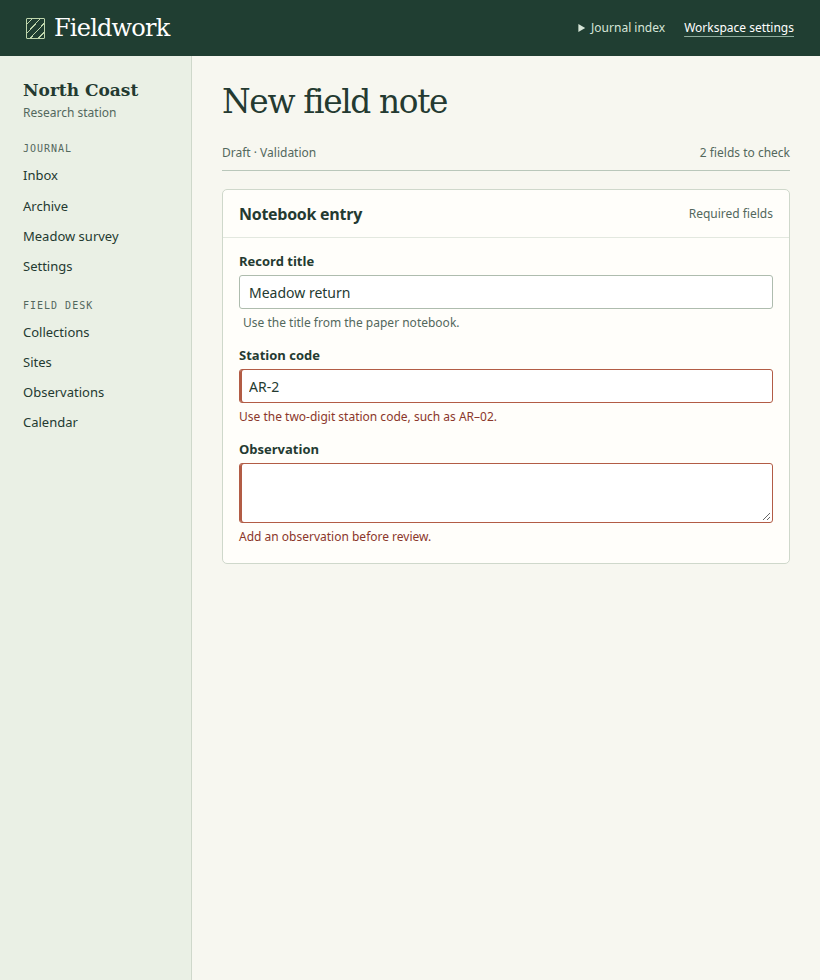 Fieldwork
Journal index
Workspace settings
North Coast
Research station
JOURNAL
Inbox
Archive
Meadow survey
Settings
FIELD DESK
Collections
Sites
Observations
Calendar
New field note
Draft · Validation
2 fields to check
Notebook entry
Required fields
Record title
Meadow return
Use the title from the paper notebook.
Station code
AR-2
Use the two-digit station code, such as AR–02.
Observation
Add an observation before review.